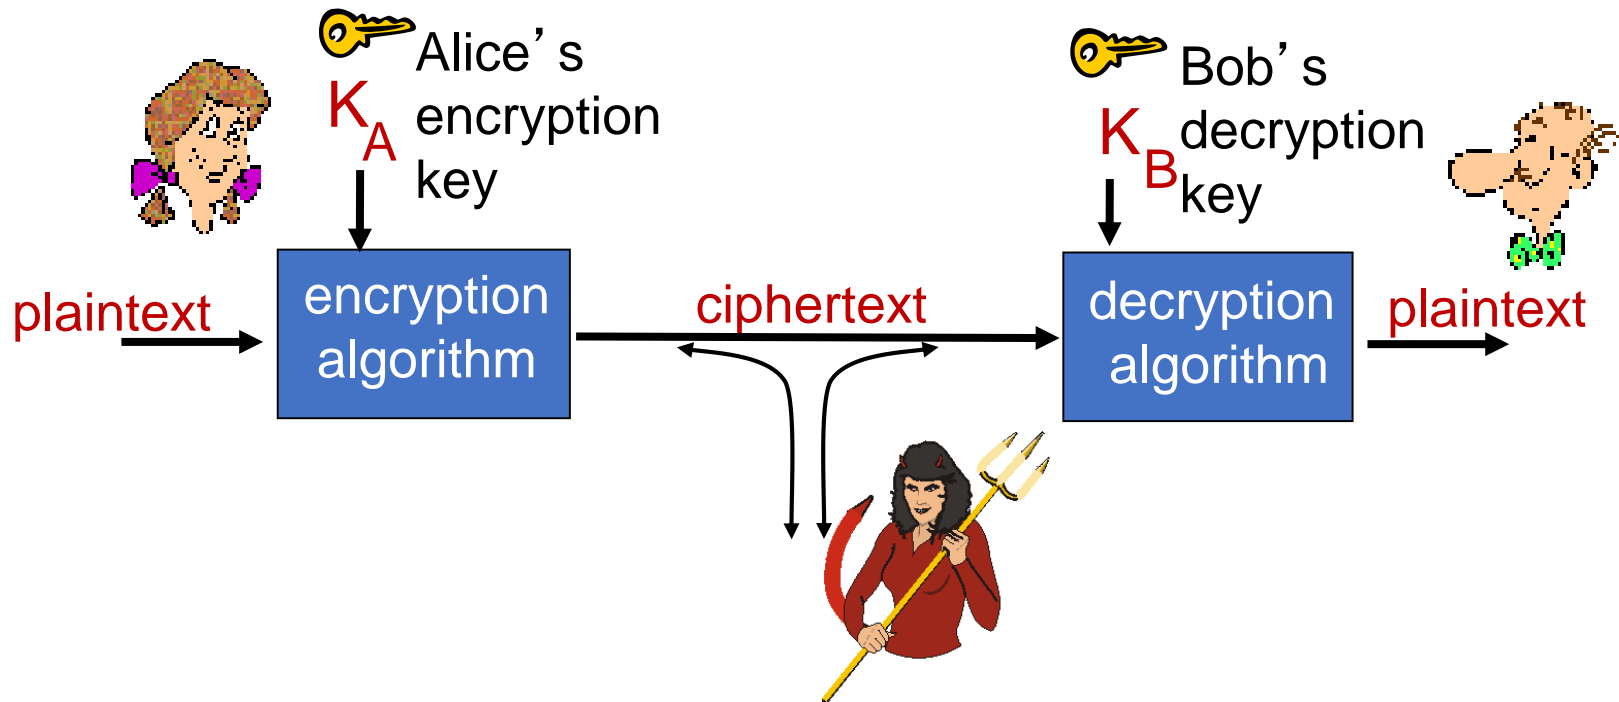 Alice’s
encryption
key
K
A
Bob’s
decryption
key
K
B
plaintext
encryption
algorithm
ciphertext
decryption
algorithm
plaintext